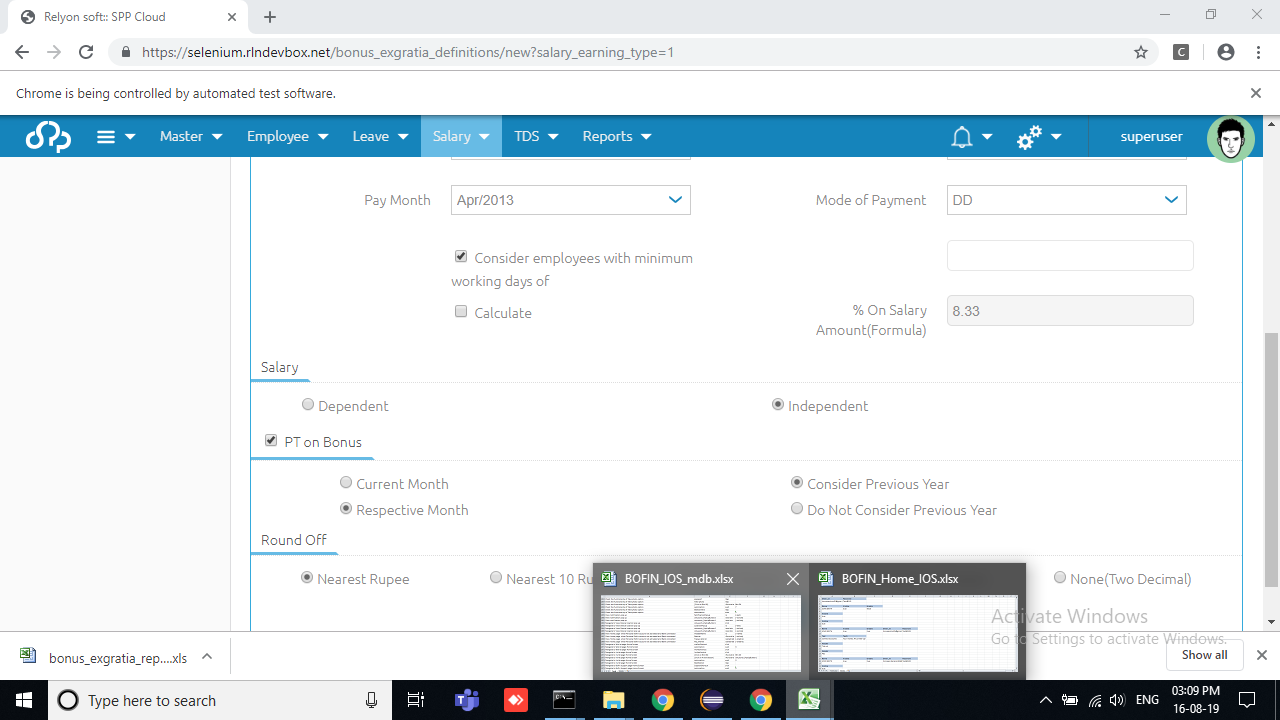 Relyon soft:: SPP Cloud
https://selenium.rlndevbox.net/bonus_exgratia_definitions/new?salary_earning_type=1
C
Chrome is being controlled by automated test software.
Spp Master Employee Leave Salary TDS Reports superuser
Pay Month Apr/2013 Mode of Payment DD
Consider employees with minimum
working days of
Calculate % On Salary 8.33
Amount(Formula)
Salary
Dependent Independent
PT on Bonus
Current Month Consider Previous Year
Respective Month Do Not Consider Previous Year
Round Off
Nearest Rupee Nearest 10 Ru None(Two Decimal)
BOFIN_IOS_mdb.xlsx BOFIN_Home_IOS.xlsx
Activate Windows
Go to Settings to activate Windows.
bonus_exgratia_rep....xls Show all
Type here to search ENG 03:09 PM
16-08-19